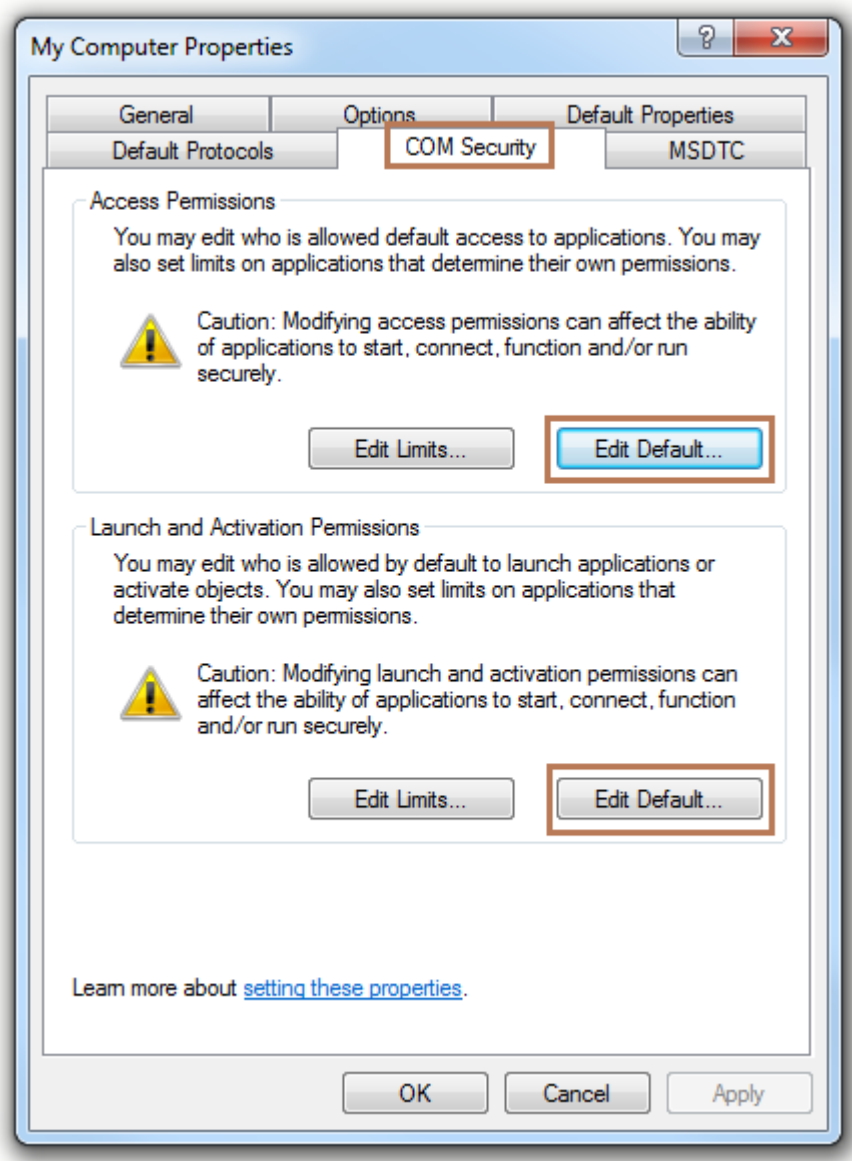 My Computer Properties
General
Options
Default Properties
Default Protocols
COM Security
MSDTC
Access Permissions
You may edit who is allowed default access to applications. You may
also set limits on applications that determine their own permissions.
Caution: Modifying access permissions can affect the ability
of applications to start, connect, function and/or run
securely.
Edit Limits...
Edit Default...
Launch and Activation Permissions
You may edit who is allowed by default to launch applications or
activate objects. You may also set limits on applications that
determine their own permissions.
Caution: Modifying launch and activation permissions can
affect the ability of applications to start, connect, function
and/or run securely.
Edit Limits...
Edit Default...
Learn more about setting these properties.
OK
Cancel
Apply